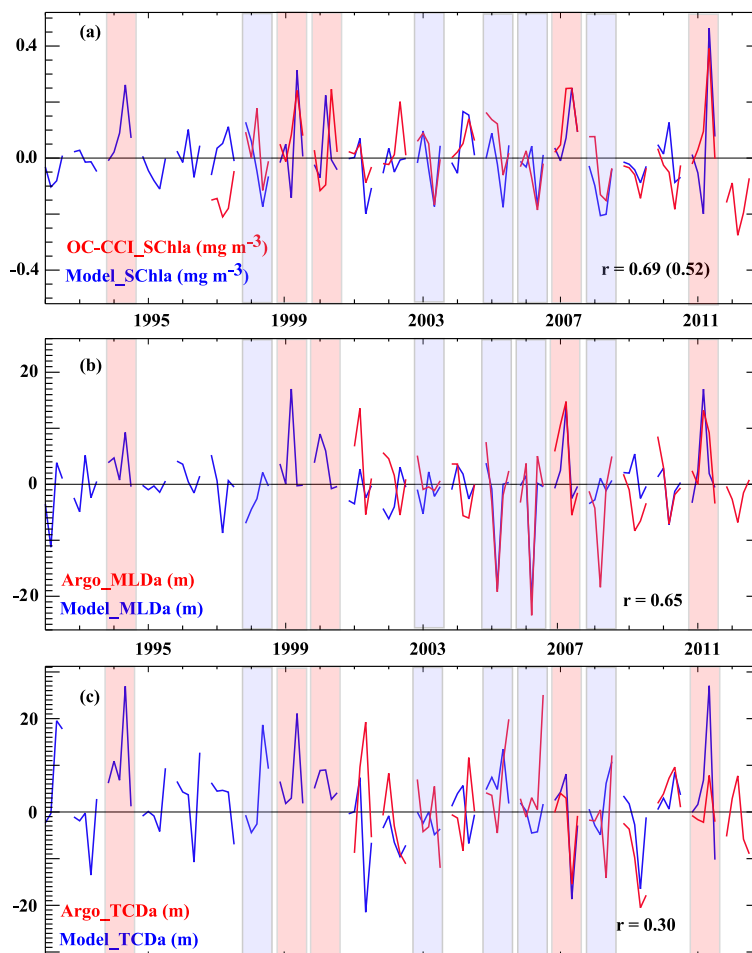 (a)
0.4
0.0
-0.4
OC-CCI_SChla (mg m⁻³)
Model_SChla (mg m⁻³)
r = 0.69 (0.52)
1995 1999 2003 2007 2011
(b)
20
0
-20
Argo_MLDa (m)
Model_MLDa (m)
r = 0.65
1995 1999 2003 2007 2011
(c)
20
0
-20
Argo_TCDa (m)
Model_TCDa (m)
r = 0.30